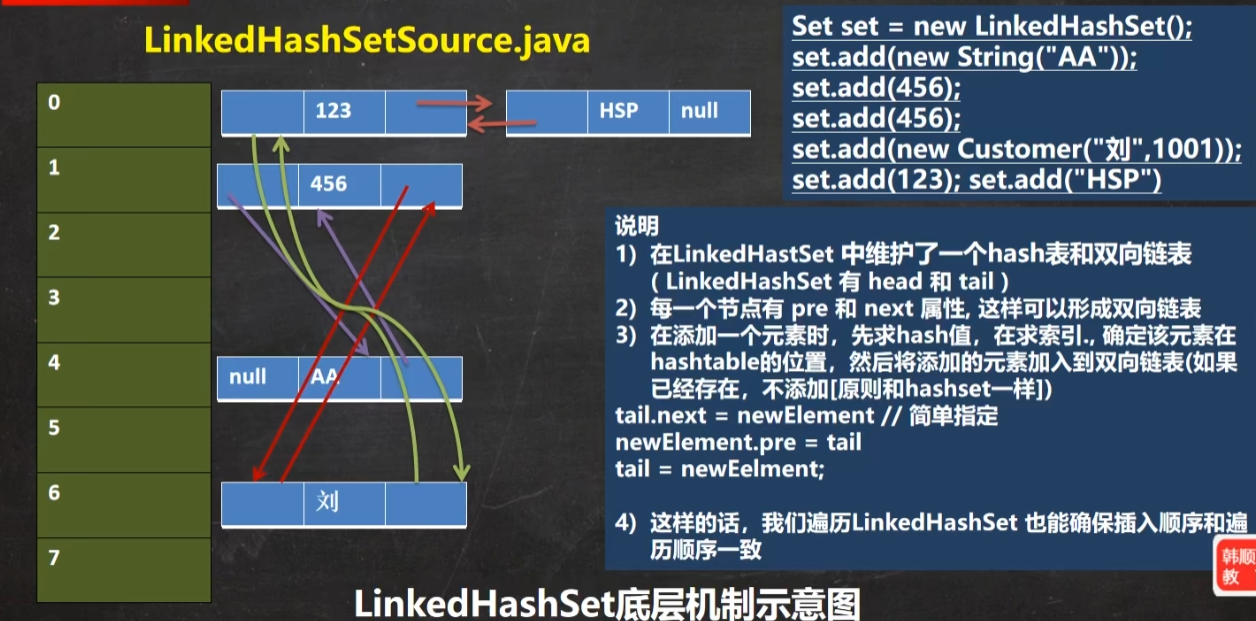 LinkedHashSetSource.java
Set set = new LinkedHashSet();
set.add(new String("AA"));
set.add(456);
set.add(456);
set.add(new Customer("刘",1001));
set.add(123); set.add("HSP")
0
123
HSP
null
1
456
2
3
4
null
AA
5
6
刘
7
说明
1) 在LinkedHastSet 中维护了一个hash表和双向链表
( LinkedHashSet 有 head 和 tail )
2) 每一个节点有 pre 和 next 属性, 这样可以形成双向链表
3) 在添加一个元素时，先求hash值，在求索引., 确定该元素在
hashtable的位置，然后将添加的元素加入到双向链表(如果
已经存在，不添加[原则和hashset一样])
tail.next = newElement // 简单指定
newElement.pre = tail
tail = newEelment;
4) 这样的话，我们遍历LinkedHashSet 也能确保插入顺序和遍
历顺序一致
韩顺
教
LinkedHashSet底层机制示意图